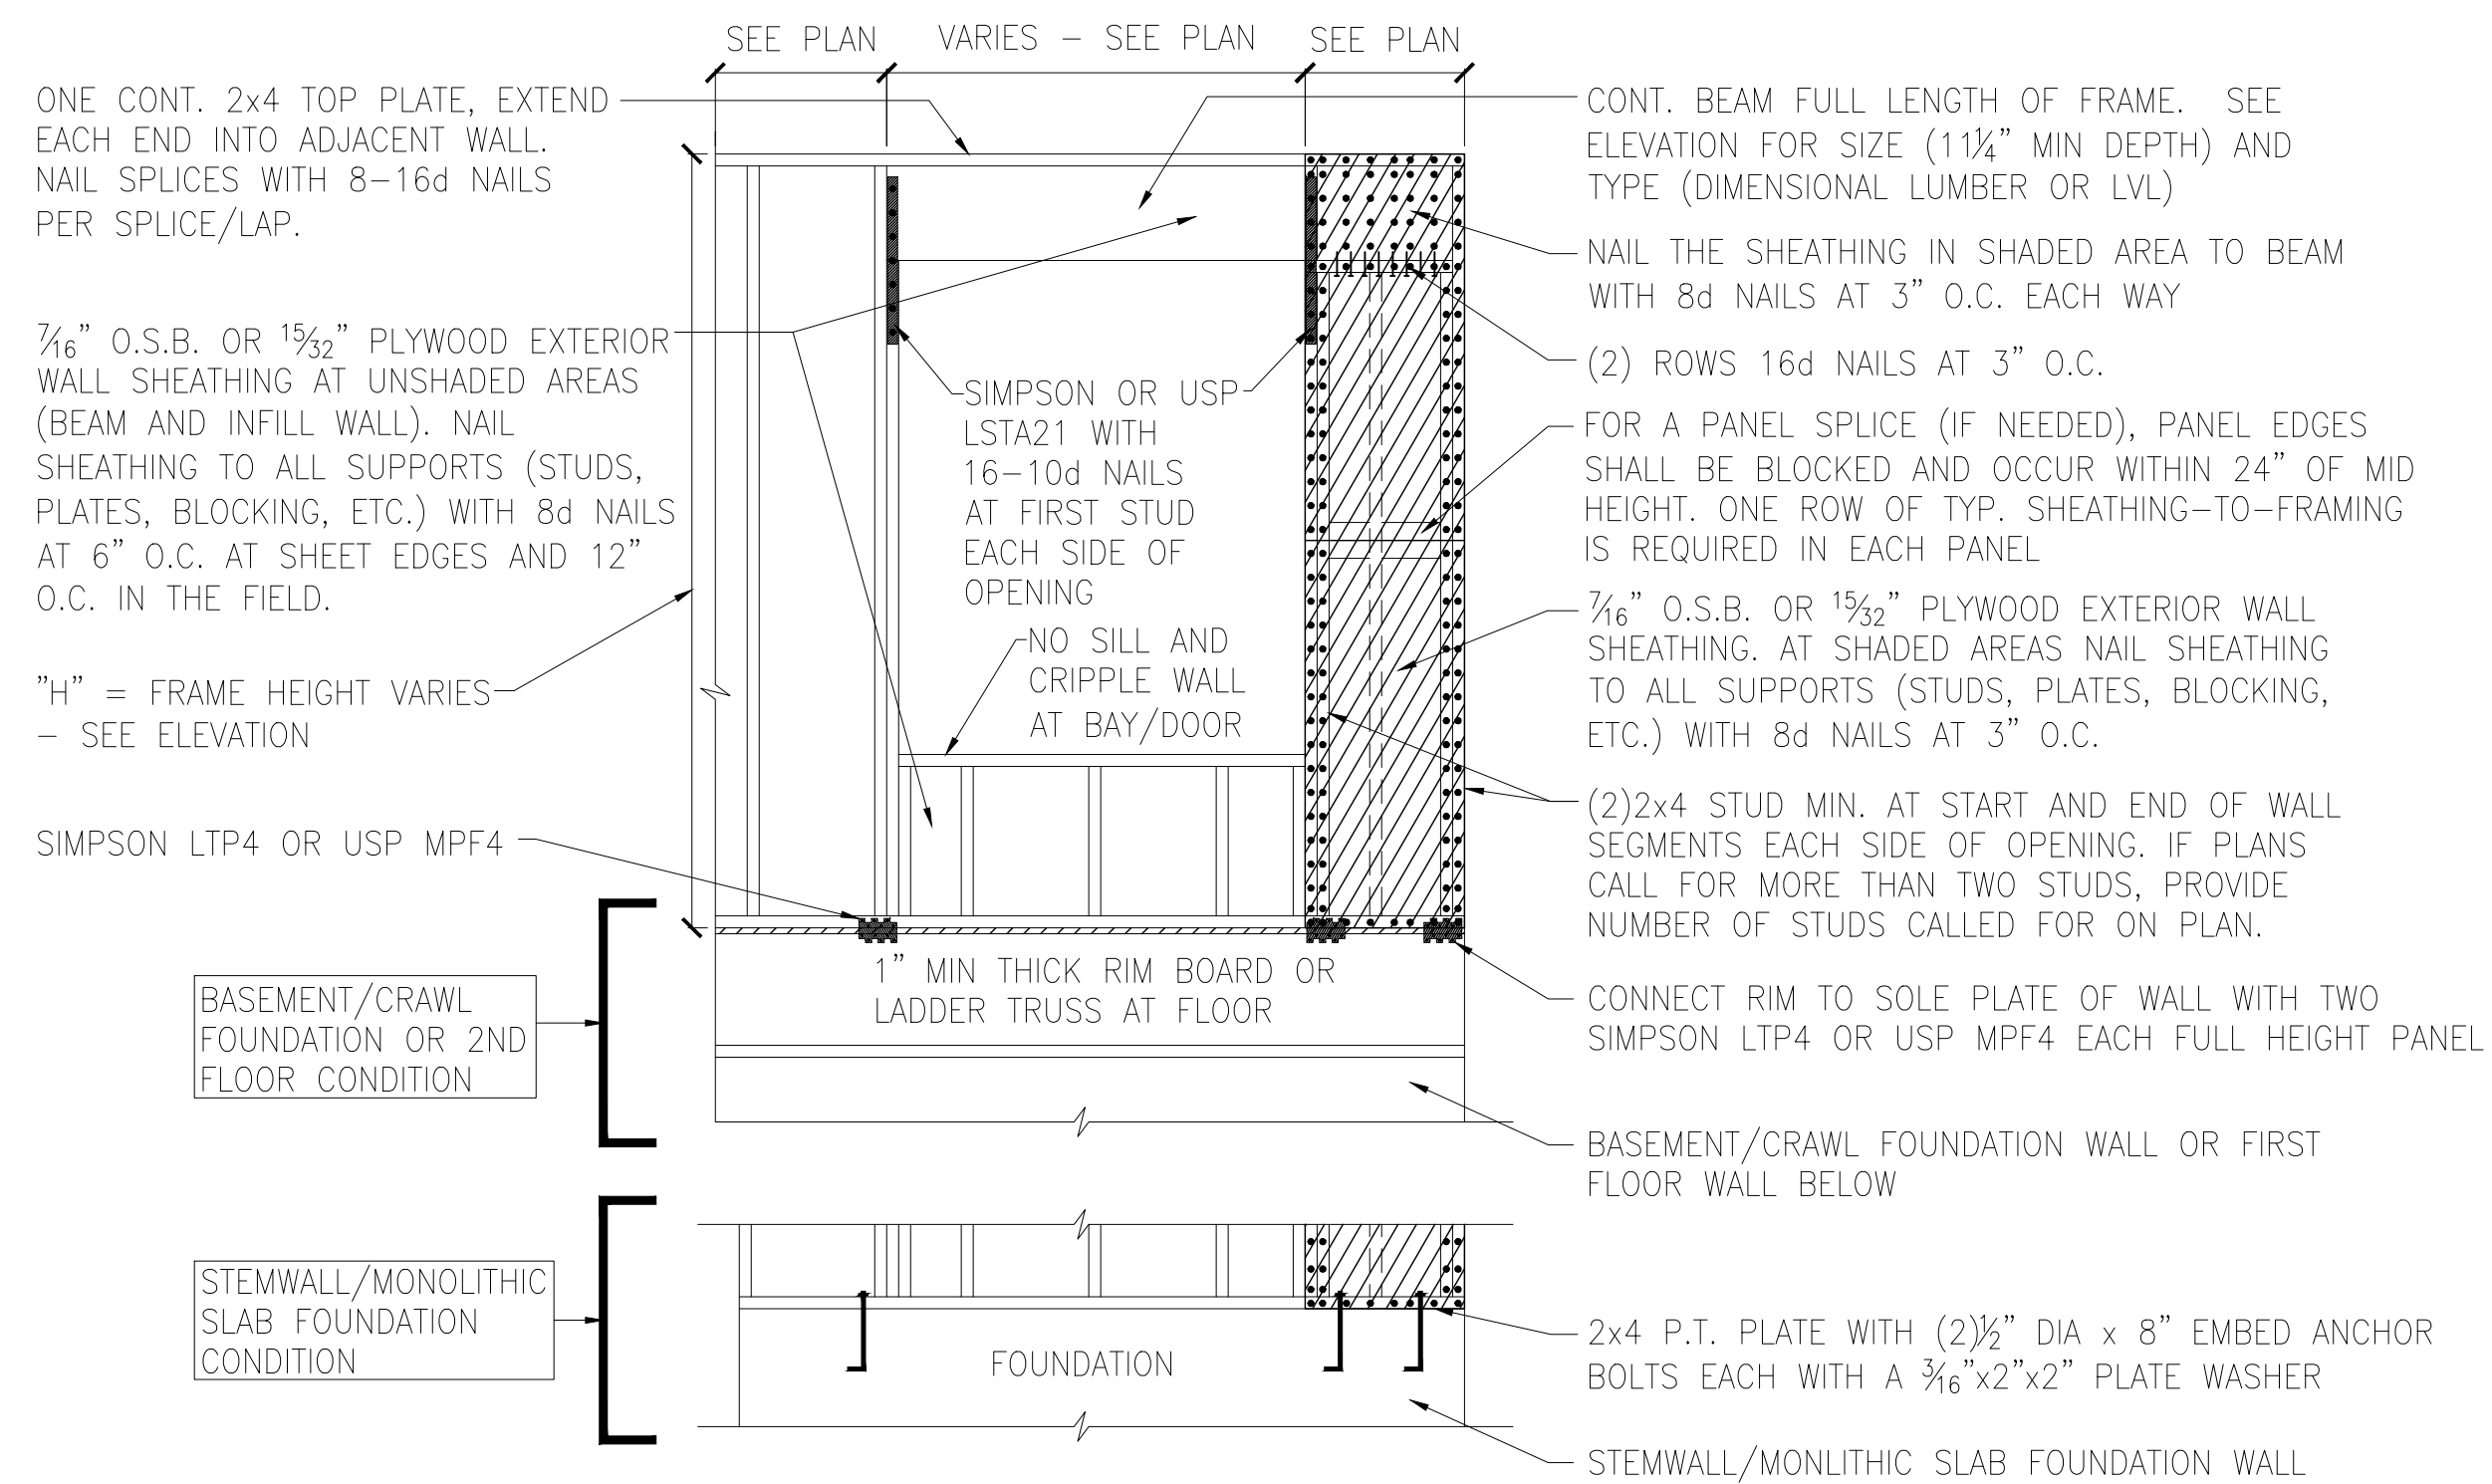 SEE PLAN
VARIES – SEE PLAN
SEE PLAN
ONE CONT. 2x4 TOP PLATE, EXTEND
EACH END INTO ADJACENT WALL.
NAIL SPLICES WITH 8–16d NAILS
PER SPLICE/LAP.
7/16" O.S.B. OR 15/32" PLYWOOD EXTERIOR
WALL SHEATHING AT UNSHADED AREAS
(BEAM AND INFILL WALL). NAIL
SHEATHING TO ALL SUPPORTS (STUDS,
PLATES, BLOCKING, ETC.) WITH 8d NAILS
AT 6" O.C. AT SHEET EDGES AND 12"
O.C. IN THE FIELD.
"H" = FRAME HEIGHT VARIES
– SEE ELEVATION
SIMPSON LTP4 OR USP MPF4
BASEMENT/CRAWL
FOUNDATION OR 2ND
FLOOR CONDITION
STEMWALL/MONOLITHIC
SLAB FOUNDATION
CONDITION
SIMPSON OR USP
LSTA21 WITH
16–10d NAILS
AT FIRST STUD
EACH SIDE OF
OPENING
NO SILL AND
CRIPPLE WALL
AT BAY/DOOR
1" MIN THICK RIM BOARD OR
LADDER TRUSS AT FLOOR
FOUNDATION
CONT. BEAM FULL LENGTH OF FRAME. SEE
ELEVATION FOR SIZE (11 1/4" MIN DEPTH) AND
TYPE (DIMENSIONAL LUMBER OR LVL)
NAIL THE SHEATHING IN SHADED AREA TO BEAM
WITH 8d NAILS AT 3" O.C. EACH WAY
(2) ROWS 16d NAILS AT 3" O.C.
FOR A PANEL SPLICE (IF NEEDED), PANEL EDGES
SHALL BE BLOCKED AND OCCUR WITHIN 24" OF MID
HEIGHT. ONE ROW OF TYP. SHEATHING–TO–FRAMING
IS REQUIRED IN EACH PANEL
7/16" O.S.B. OR 15/32" PLYWOOD EXTERIOR WALL
SHEATHING. AT SHADED AREAS NAIL SHEATHING
TO ALL SUPPORTS (STUDS, PLATES, BLOCKING,
ETC.) WITH 8d NAILS AT 3" O.C.
(2)2x4 STUD MIN. AT START AND END OF WALL
SEGMENTS EACH SIDE OF OPENING. IF PLANS
CALL FOR MORE THAN TWO STUDS, PROVIDE
NUMBER OF STUDS CALLED FOR ON PLAN.
CONNECT RIM TO SOLE PLATE OF WALL WITH TWO
SIMPSON LTP4 OR USP MPF4 EACH FULL HEIGHT PANEL
BASEMENT/CRAWL FOUNDATION WALL OR FIRST
FLOOR WALL BELOW
2x4 P.T. PLATE WITH (2)1/2" DIA x 8" EMBED ANCHOR
BOLTS EACH WITH A 3/16"x2"x2" PLATE WASHER
STEMWALL/MONLITHIC SLAB FOUNDATION WALL